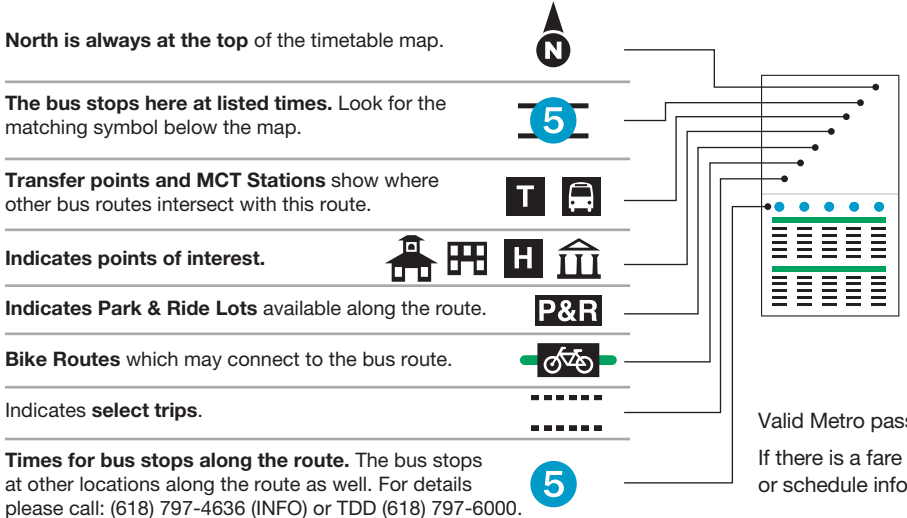 North is always at the top of the timetable map.
N
The bus stops here at listed times. Look for the
matching symbol below the map.
5
Transfer points and MCT Stations show where
other bus routes intersect with this route.
T
Indicates points of interest.
H
Indicates Park & Ride Lots available along the route.
P&R
Bike Routes which may connect to the bus route.
Indicates select trips.
Times for bus stops along the route. The bus stops
at other locations along the route as well. For details
please call: (618) 797-4636 (INFO) or TDD (618) 797-6000.
5
Valid Metro pas
If there is a fare
or schedule info